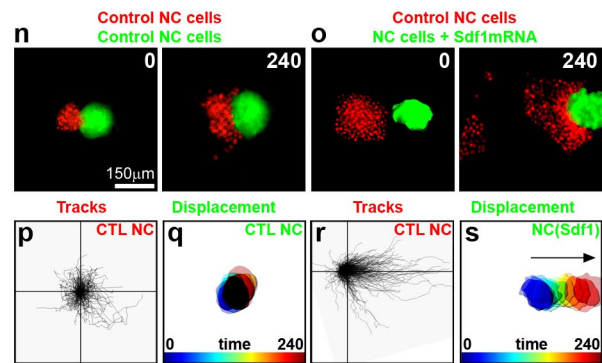 n
Control NC cells
Control NC cells
0
240
150μm
o
Control NC cells
NC cells + Sdf1mRNA
0
240
Tracks
p
CTL NC
Displacement
q
CTL NC
0 time 240
Tracks
r
CTL NC
Displacement
s
NC(Sdf1)
0 time 240